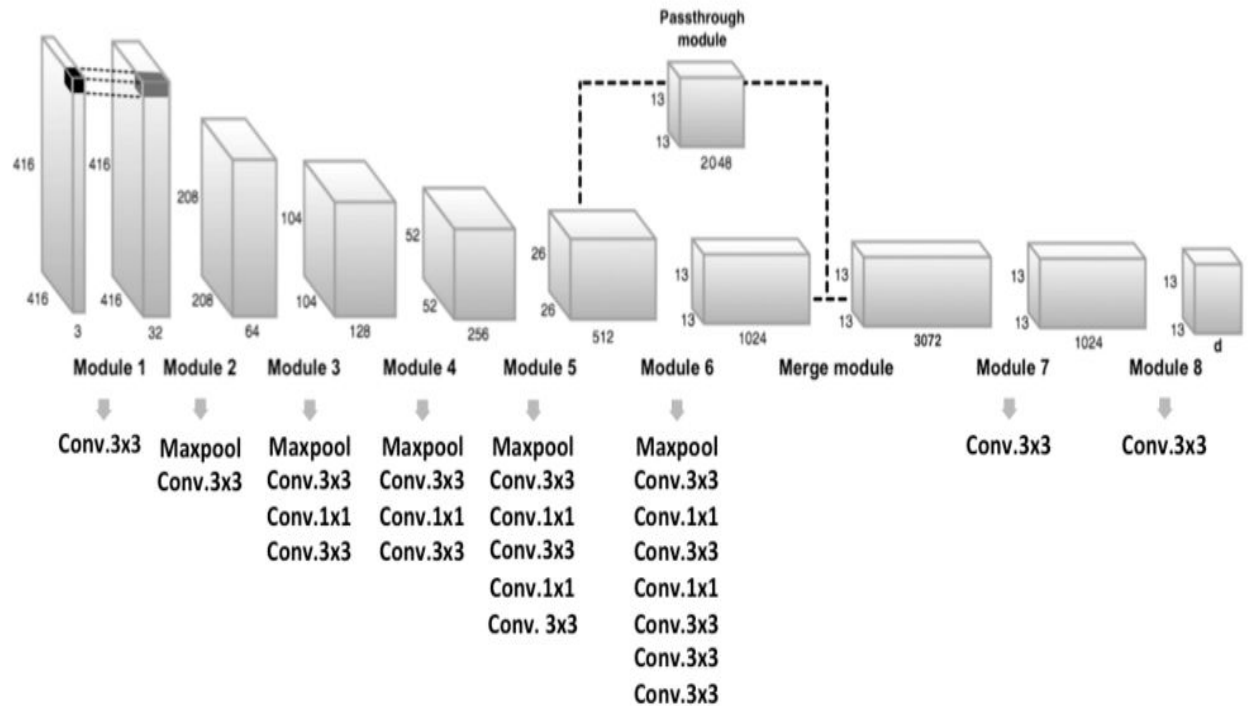 Passthrough
module
13
13
2048
416
416
3
416
416
32
208
208
64
104
104
128
52
52
256
26
26
512
13
13
1024
13
13
3072
13
13
1024
13
13
d
Module 1 Module 2 Module 3 Module 4 Module 5 Module 6 Merge module Module 7 Module 8
Conv.3x3 Maxpool Maxpool Maxpool Maxpool Maxpool Conv.3x3 Conv.3x3
Conv.3x3 Conv.3x3 Conv.3x3 Conv.3x3 Conv.3x3
Conv.1x1 Conv.1x1 Conv.1x1 Conv.1x1
Conv.3x3 Conv.3x3 Conv.3x3 Conv.3x3
Conv.1x1 Conv.1x1
Conv. 3x3 Conv.3x3
Conv.3x3
Conv.3x3